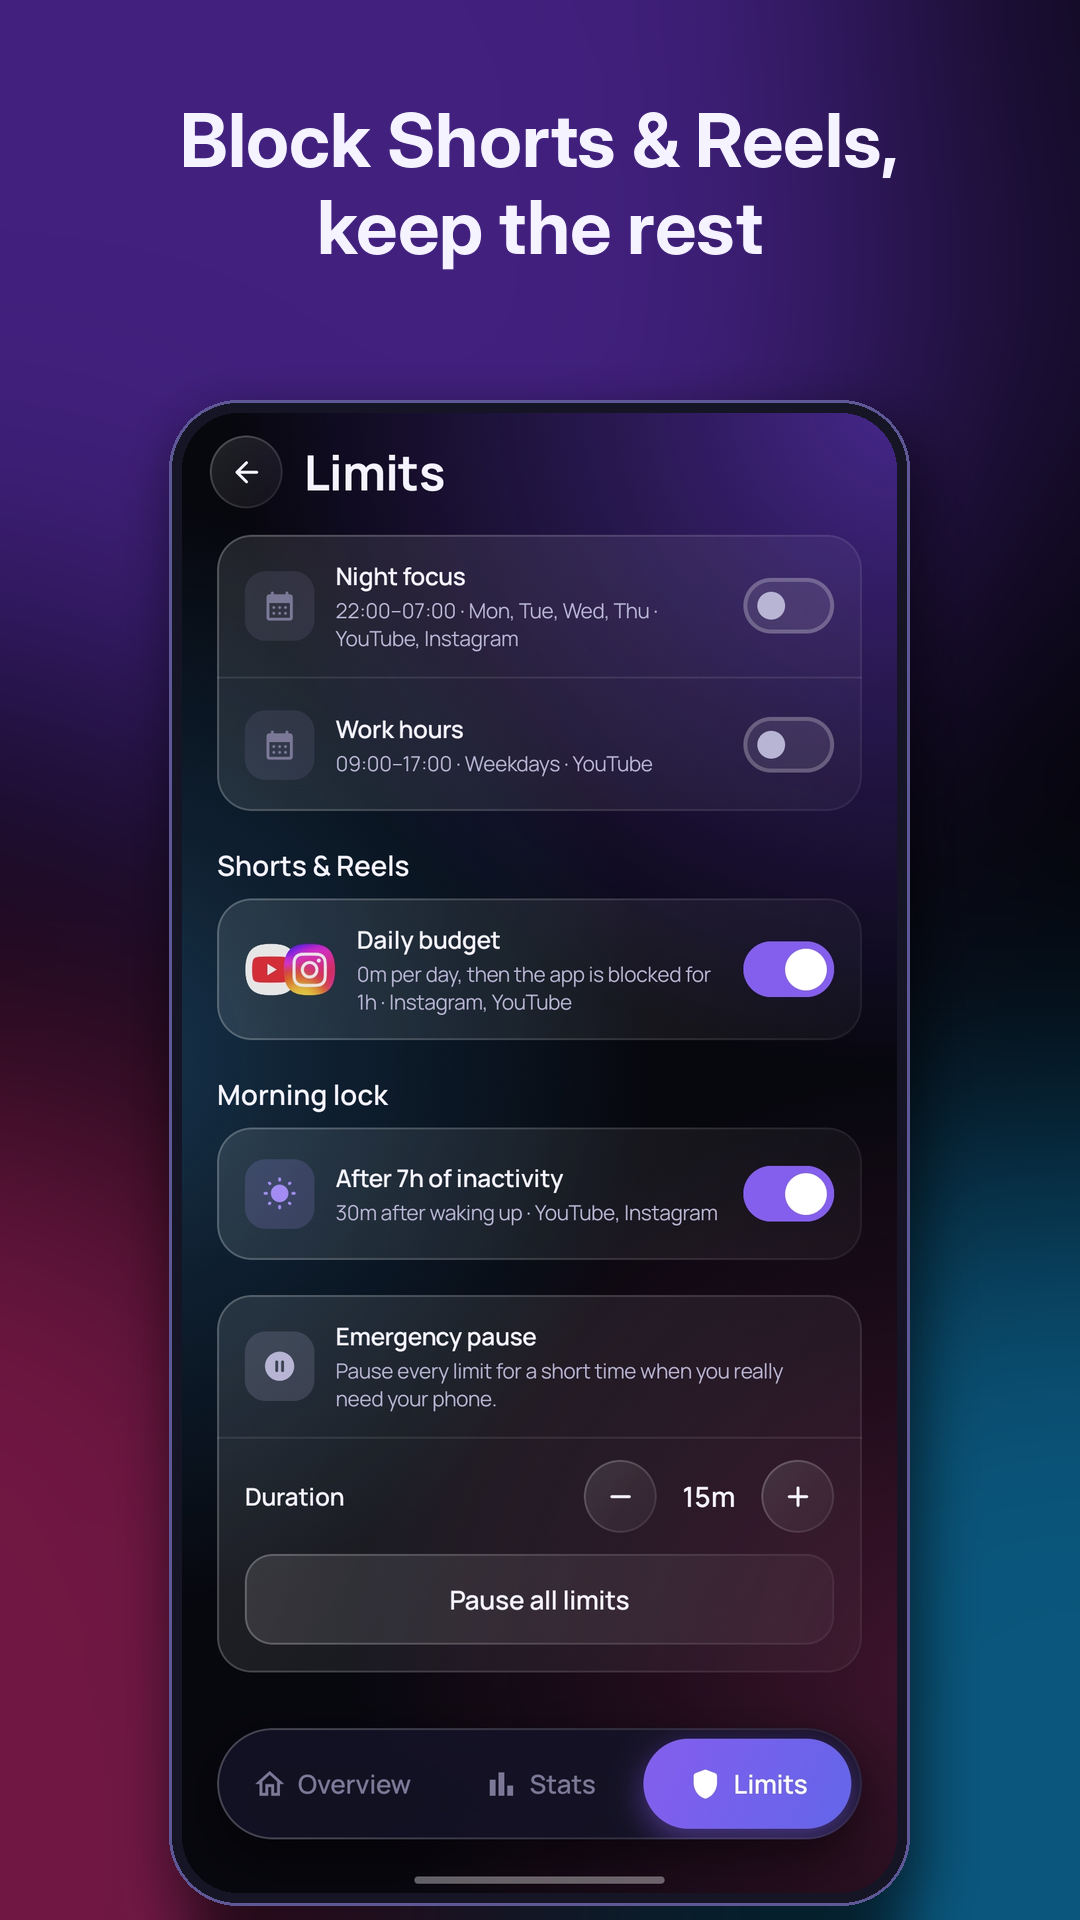 Block Shorts & Reels,
keep the rest
Limits
Night focus
22:00–07:00 · Mon, Tue, Wed, Thu ·
YouTube, Instagram
Work hours
09:00–17:00 · Weekdays · YouTube
Shorts & Reels
Daily budget
0m per day, then the app is blocked for
1h · Instagram, YouTube
Morning lock
After 7h of inactivity
30m after waking up · YouTube, Instagram
Emergency pause
Pause every limit for a short time when you really
need your phone.
Duration
15m
Pause all limits
Overview
Stats
Limits